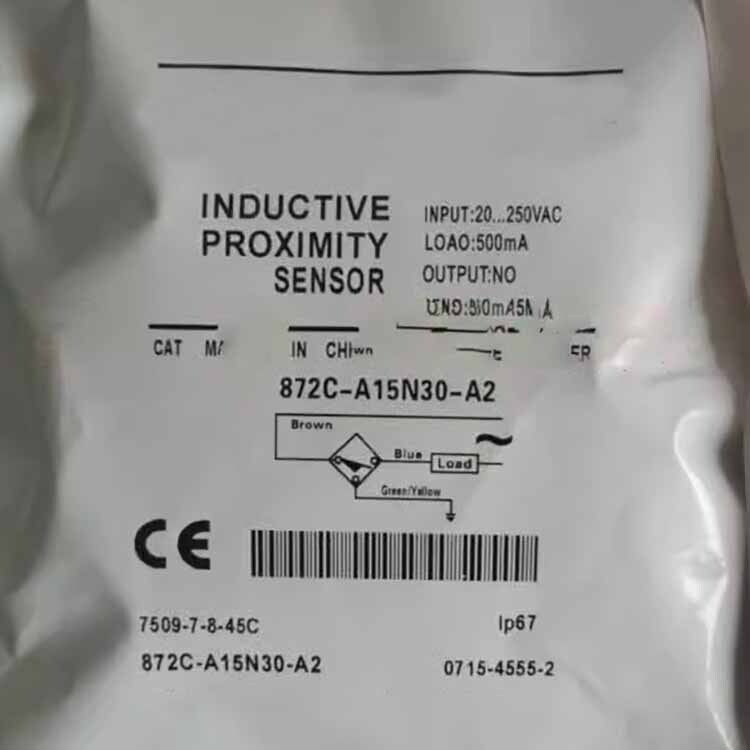 INDUCTIVE
PROXIMITY
SENSOR
INPUT:20...250VAC
LOAO:500mA
OUTPUT:NO
CAT
IN
872C-A15N30-A2
Brown
Blue
Load
Green/Yellow
CE
7509-7-8-45C
Ip67
872C-A15N30-A2
0715-4555-2